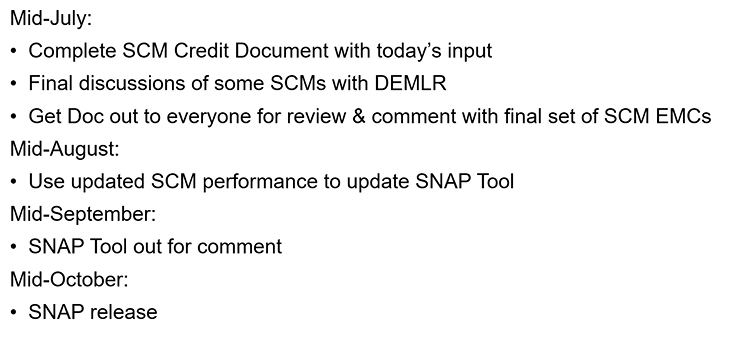 Mid-July:
• Complete SCM Credit Document with today’s input
• Final discussions of some SCMs with DEMLR
• Get Doc out to everyone for review & comment with final set of SCM EMCs
Mid-August:
• Use updated SCM performance to update SNAP Tool
Mid-September:
• SNAP Tool out for comment
Mid-October:
• SNAP release